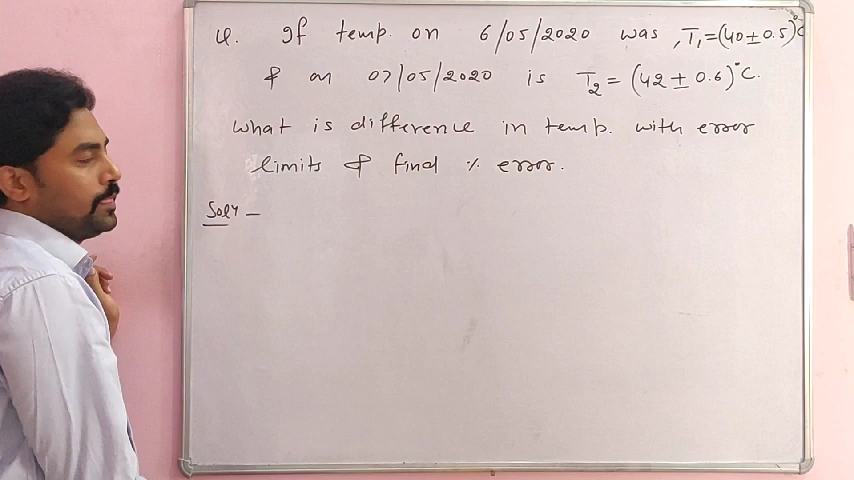 Q. If temp. on 6/05/2020 was, T₁=(40±0.5)°C
& on 07/05/2020 is T₂=(42±0.6)°C.
What is difference in temp. with error
limits & find % error.
Solⁿ –